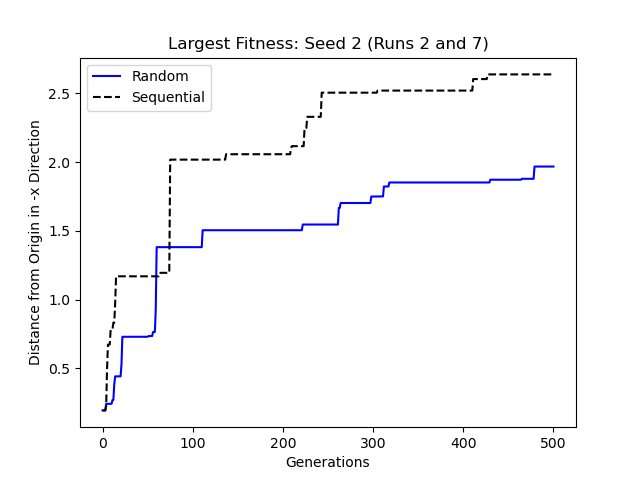 Largest Fitness: Seed 2 (Runs 2 and 7)
Random
Sequential
Distance from Origin in -x Direction
2.5
2.0
1.5
1.0
0.5
0 100 200 300 400 500
Generations